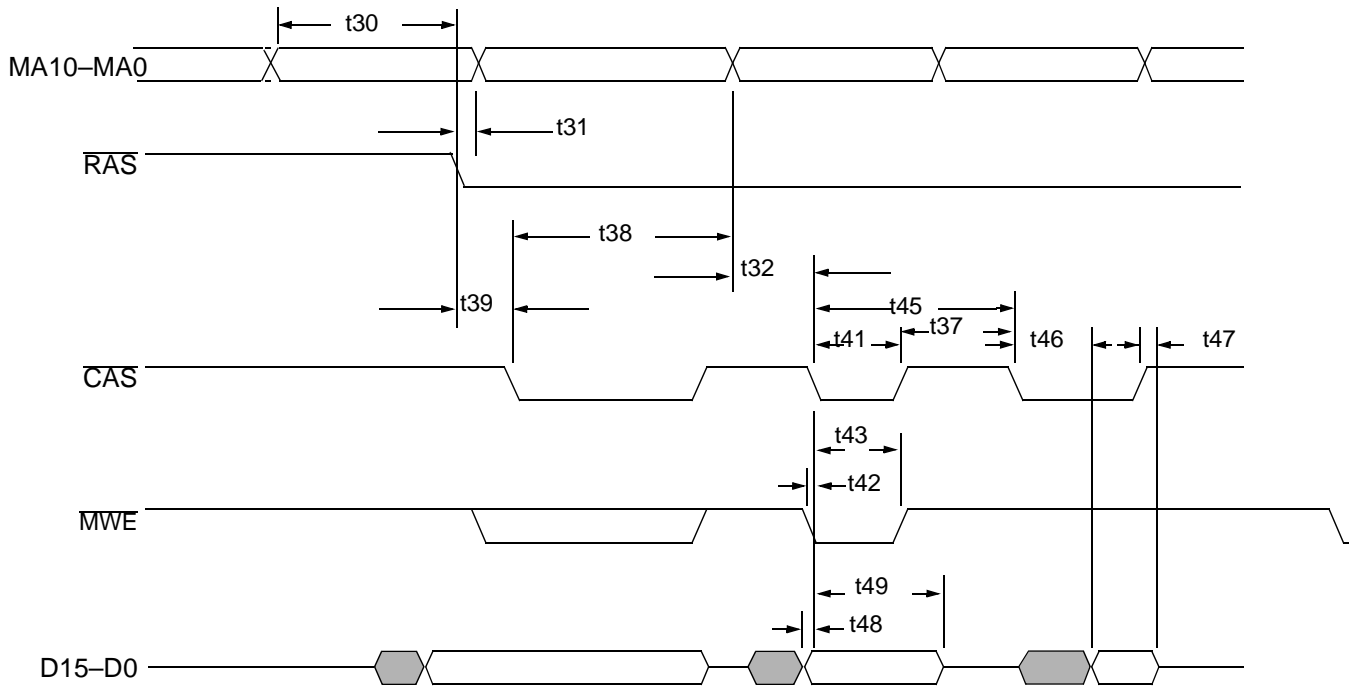 t30
MA10–MA0
t31
RAS
t38
t32
t39
t45
t37
t41
t46
t47
CAS
t43
t42
MWE
t49
t48
D15–D0